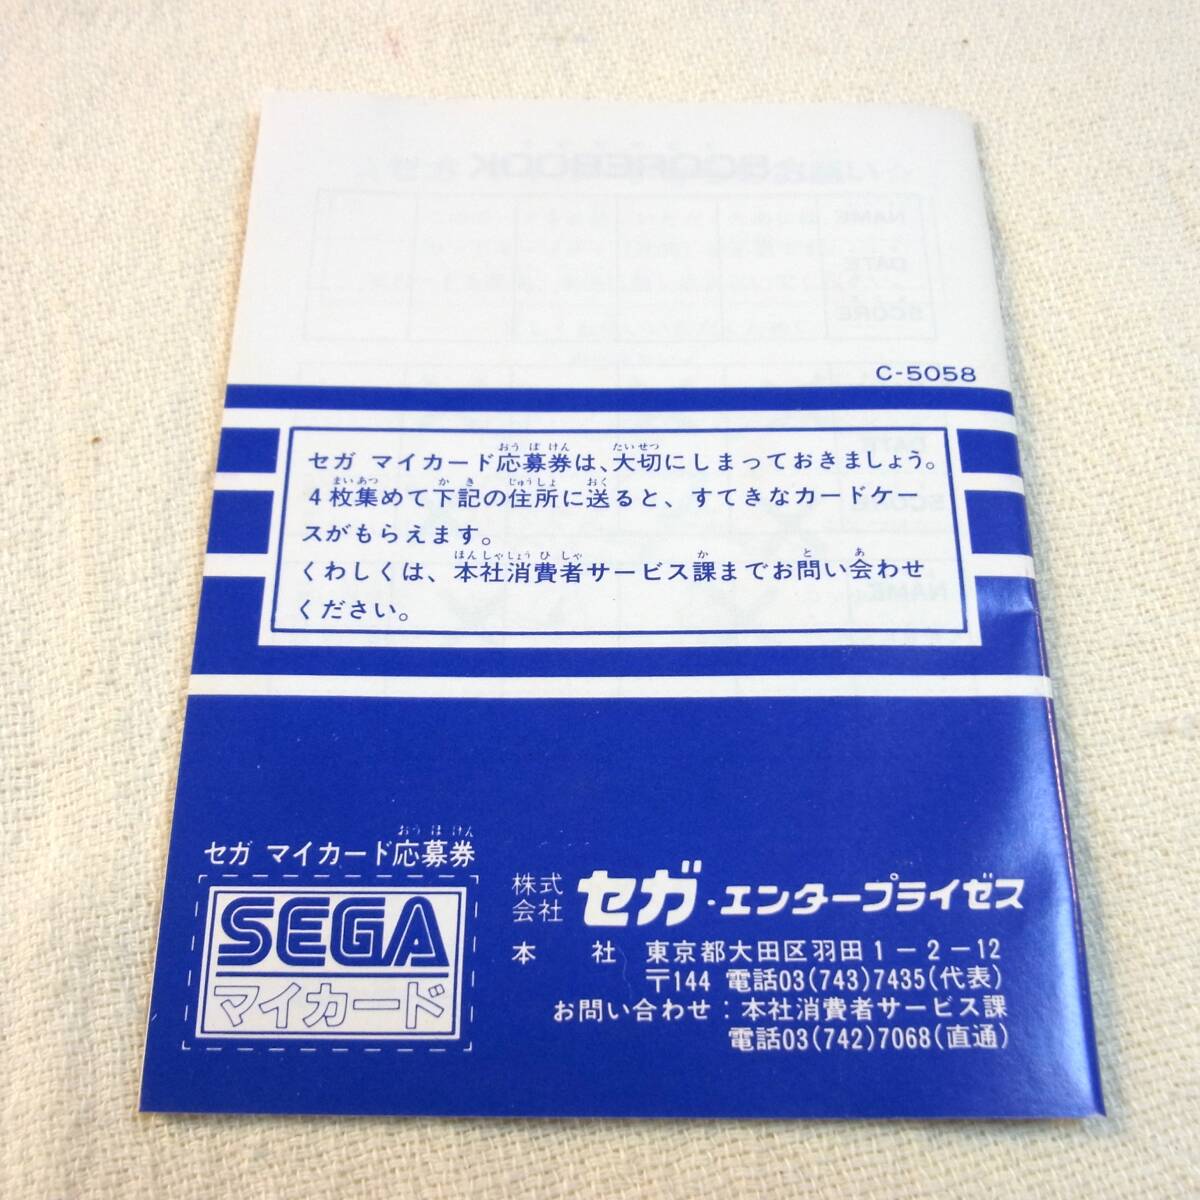 C-5058
セガ マイカード応募券は、大切にしまっておきましょう。
4枚集めて下記の住所に送ると、すてきなカードケー
スがもらえます。
くわしくは、本社消費者サービス課までお問い合わせ
ください。
セガ マイカード応募券
SEGA
マイカード
株式会社 セガ・エンタープライゼス
本 社 東京都大田区羽田1-2-12
〒144 電話03(743)7435(代表)
お問い合わせ:本社消費者サービス課
電話03(742)7068(直通)